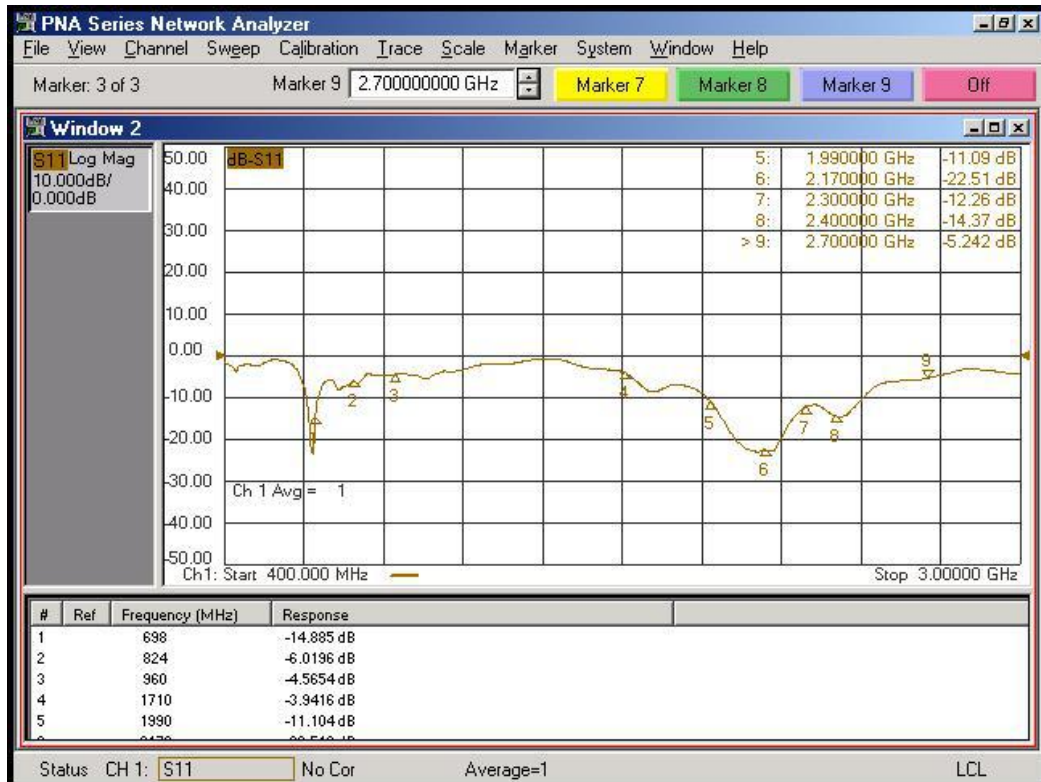 PNA Series Network Analyzer
File View Channel Sweep Calibration Trace Scale Marker System Window Help
Marker: 3 of 3 Marker 9 2.700000000 GHz Marker 7 Marker 8 Marker 9 Off
Window 2
S11 Log Mag
10.000dB/
0.000dB
dB-S11
50.00
40.00
30.00
20.00
10.00
0.00
-10.00
-20.00
-30.00
-40.00
-50.00
5: 1.990000 GHz -11.09 dB
6: 2.170000 GHz -22.51 dB
7: 2.300000 GHz -12.26 dB
8: 2.400000 GHz -14.37 dB
> 9: 2.700000 GHz -5.242 dB
2
3
4
5
6
7
8
9
Ch 1 Avg = 1
Ch1: Start 400.000 MHz Stop 3.00000 GHz
# Ref Frequency (MHz) Response
1 698 -14.885 dB
2 824 -6.0196 dB
3 960 -4.5654 dB
4 1710 -3.9416 dB
5 1990 -11.104 dB
Status CH 1: S11 No Cor Average=1 LCL